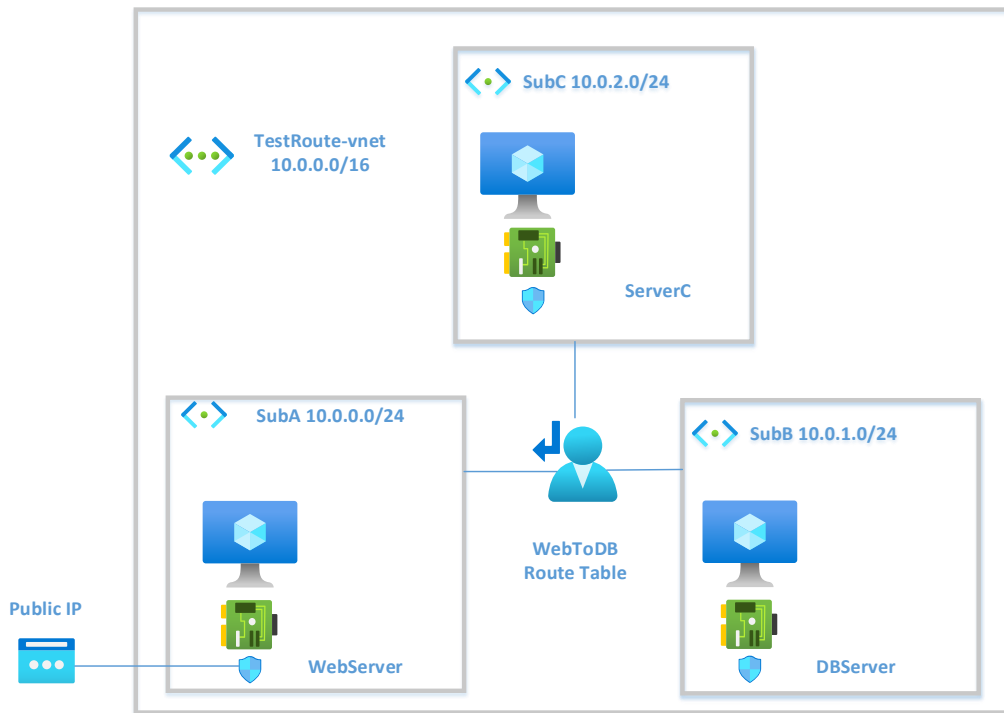 SubC 10.0.2.0/24
TestRoute-vnet
10.0.0.0/16
ServerC
SubA 10.0.0.0/24
SubB 10.0.1.0/24
WebToDB
Route Table
Public IP
WebServer
DBServer